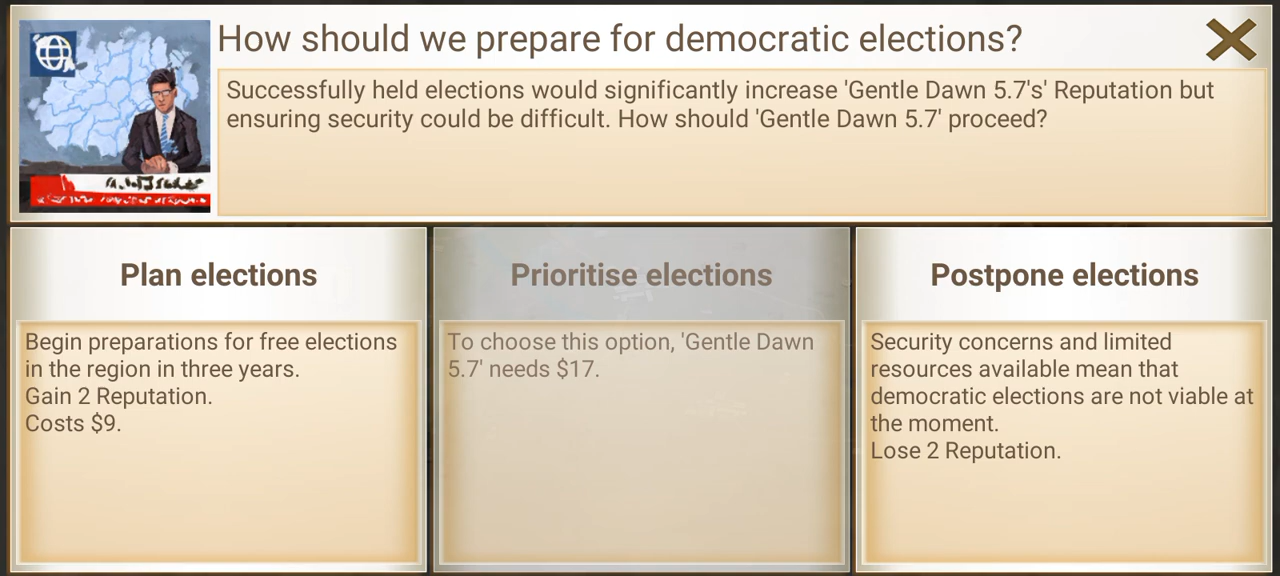 How should we prepare for democratic elections?
Successfully held elections would significantly increase 'Gentle Dawn 5.7's' Reputation but
ensuring security could be difficult. How should 'Gentle Dawn 5.7' proceed?
Plan elections
Begin preparations for free elections
in the region in three years.
Gain 2 Reputation.
Costs $9.
Prioritise elections
To choose this option, 'Gentle Dawn
5.7' needs $17.
Postpone elections
Security concerns and limited
resources available mean that
democratic elections are not viable at
the moment.
Lose 2 Reputation.